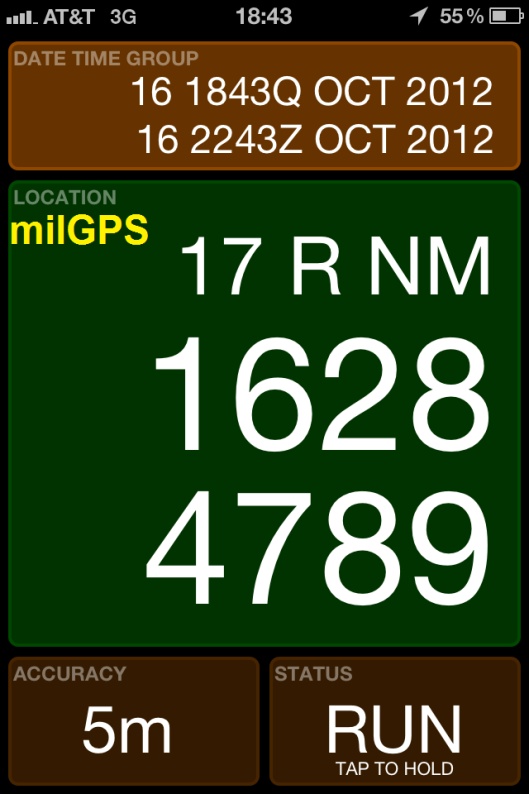 AT&T 3G 18:43 55%
DATE TIME GROUP
16 1843Q OCT 2012
16 2243Z OCT 2012
LOCATION
milGPS
17 R NM
1628
4789
ACCURACY
5m
STATUS
RUN
TAP TO HOLD